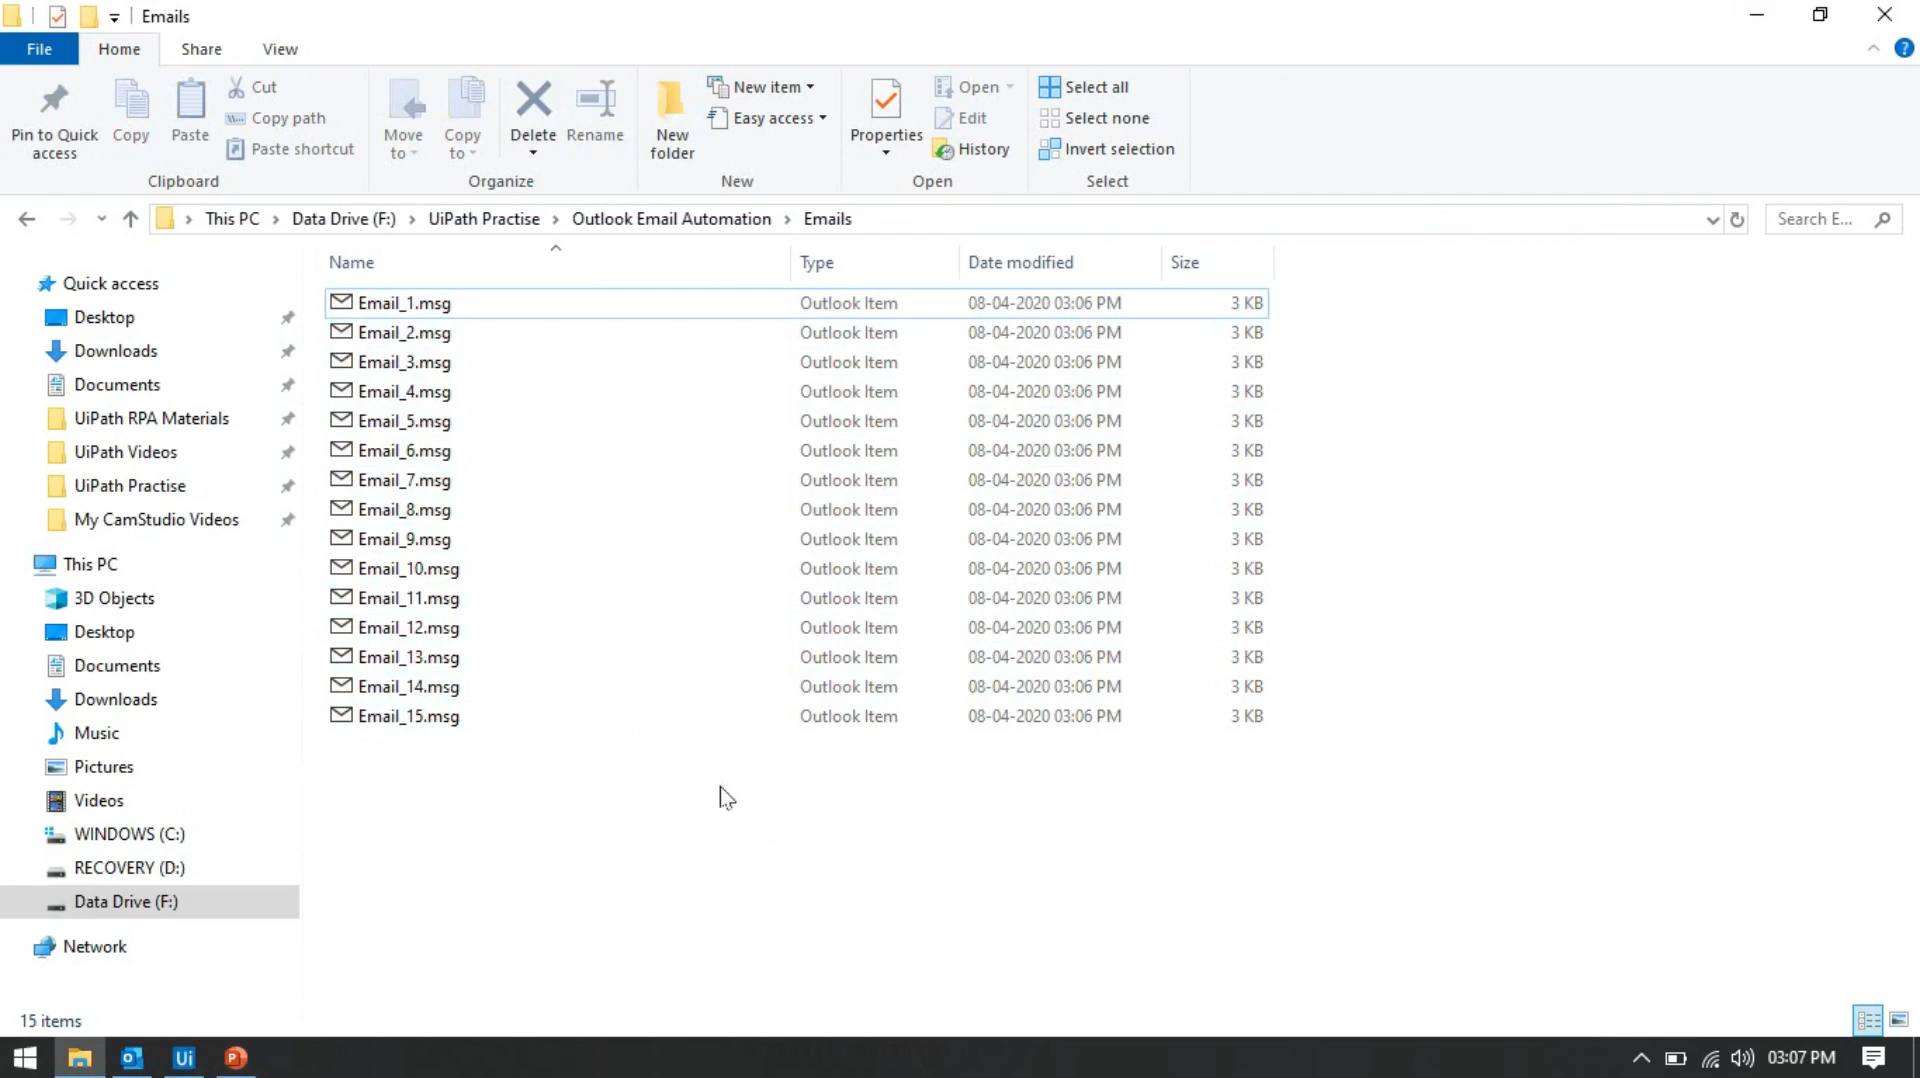 Emails
File Home Share View
Pin to Quick access
Copy
Paste
Cut
Copy path
Paste shortcut
Clipboard
Move to
Copy to
Delete
Rename
Organize
New folder
New item
Easy access
New
Properties
Open
Edit
History
Open
Select all
Select none
Invert selection
Select
This PC > Data Drive (F:) > UiPath Practise > Outlook Email Automation > Emails
Search E...
Name Type Date modified Size
Email_1.msg Outlook Item 08-04-2020 03:06 PM 3 KB
Email_2.msg Outlook Item 08-04-2020 03:06 PM 3 KB
Email_3.msg Outlook Item 08-04-2020 03:06 PM 3 KB
Email_4.msg Outlook Item 08-04-2020 03:06 PM 3 KB
Email_5.msg Outlook Item 08-04-2020 03:06 PM 3 KB
Email_6.msg Outlook Item 08-04-2020 03:06 PM 3 KB
Email_7.msg Outlook Item 08-04-2020 03:06 PM 3 KB
Email_8.msg Outlook Item 08-04-2020 03:06 PM 3 KB
Email_9.msg Outlook Item 08-04-2020 03:06 PM 3 KB
Email_10.msg Outlook Item 08-04-2020 03:06 PM 3 KB
Email_11.msg Outlook Item 08-04-2020 03:06 PM 3 KB
Email_12.msg Outlook Item 08-04-2020 03:06 PM 3 KB
Email_13.msg Outlook Item 08-04-2020 03:06 PM 3 KB
Email_14.msg Outlook Item 08-04-2020 03:06 PM 3 KB
Email_15.msg Outlook Item 08-04-2020 03:06 PM 3 KB
Quick access
Desktop
Downloads
Documents
UiPath RPA Materials
UiPath Videos
UiPath Practise
My CamStudio Videos
This PC
3D Objects
Desktop
Documents
Downloads
Music
Pictures
Videos
WINDOWS (C:)
RECOVERY (D:)
Data Drive (F:)
Network
15 items
Ui
03:07 PM